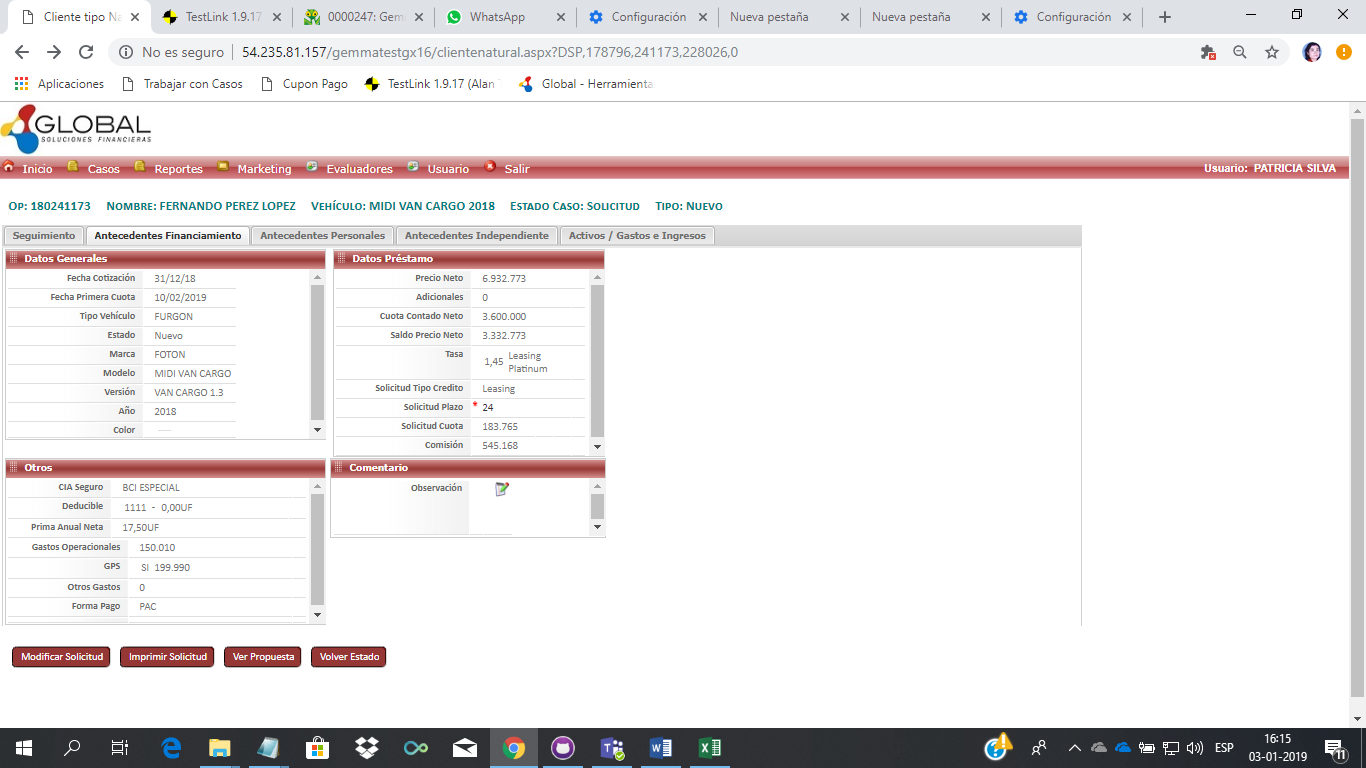 Cliente tipo Na
TestLink 1.9.17
0000247: Gem
WhatsApp
Configuración
Nueva pestaña
Nueva pestaña
Configuración
No es seguro | 54.235.81.157/gemmatestgx16/clientenatural.aspx?DSP,178796,241173,228026,0
Aplicaciones
Trabajar con Casos
Cupon Pago
TestLink 1.9.17 (Alan
Global - Herramienta
GLOBAL
SOLUCIONES FINANCIERAS
Inicio Casos Reportes Marketing Evaluadores Usuario Salir
Usuario: PATRICIA SILVA
Op: 180241173 Nombre: FERNANDO PEREZ LOPEZ Vehículo: MIDI VAN CARGO 2018 Estado Caso: Solicitud Tipo: Nuevo
Seguimiento
Antecedentes Financiamiento
Antecedentes Personales
Antecedentes Independiente
Activos / Gastos e Ingresos
Datos Generales
Fecha Cotización 31/12/18
Fecha Primera Cuota 10/02/2019
Tipo Vehículo FURGON
Estado Nuevo
Marca FOTON
Modelo MIDI VAN CARGO
Versión VAN CARGO 1.3
Año 2018
Color
Datos Préstamo
Precio Neto 6.932.773
Adicionales 0
Cuota Contado Neto 3.600.000
Saldo Precio Neto 3.332.773
Tasa 1,45 Leasing
Platinum
Solicitud Tipo Credito Leasing
Solicitud Plazo * 24
Solicitud Cuota 183.765
Comisión 545.168
Otros
CIA Seguro BCI ESPECIAL
Deducible 1111 - 0,00UF
Prima Anual Neta 17,50UF
Gastos Operacionales 150.010
GPS SI 199.990
Otros Gastos 0
Forma Pago PAC
Comentario
Observación
Modificar Solicitud
Imprimir Solicitud
Ver Propuesta
Volver Estado
ESP
16:15
03-01-2019
11